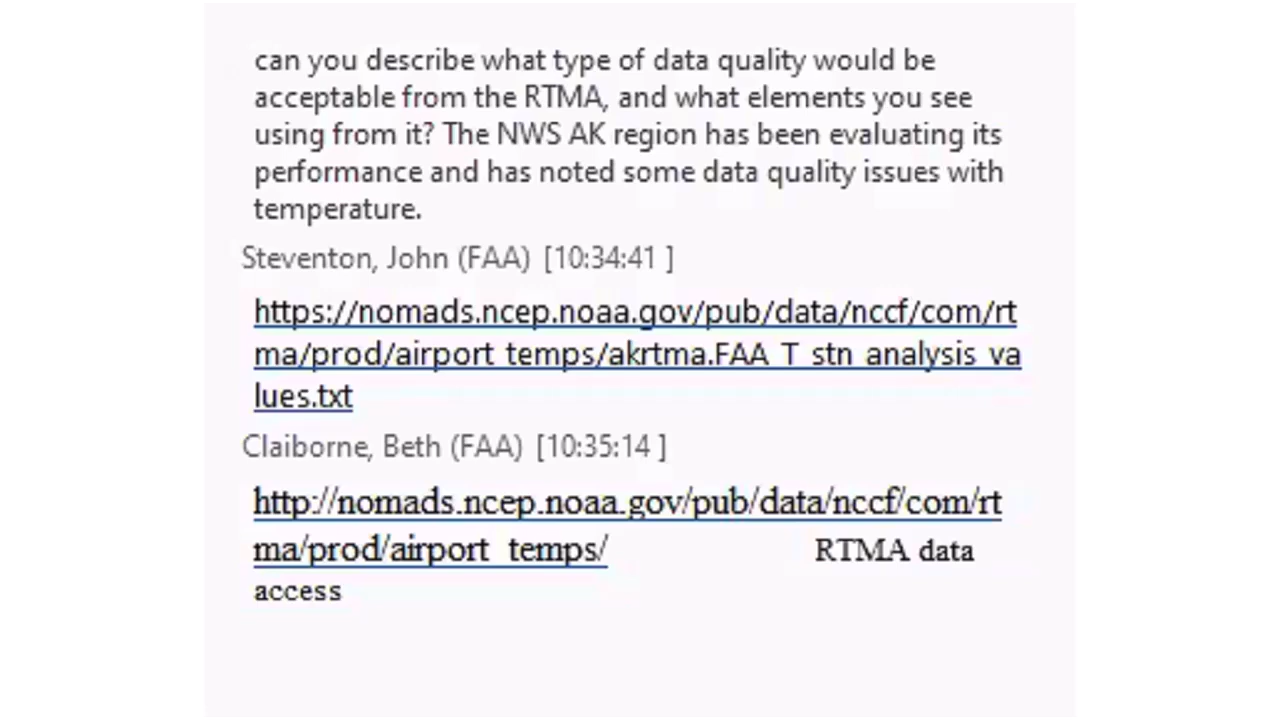 can you describe what type of data quality would be
acceptable from the RTMA, and what elements you see
using from it? The NWS AK region has been evaluating its
performance and has noted some data quality issues with
temperature.
Steventon, John (FAA) [10:34:41 ]
https://nomads.ncep.noaa.gov/pub/data/nccf/com/rt
ma/prod/airport_temps/akrtma.FAA_T_stn_analysis_va
lues.txt
Claiborne, Beth (FAA) [10:35:14 ]
http://nomads.ncep.noaa.gov/pub/data/nccf/com/rt
ma/prod/airport_temps/ RTMA data
access